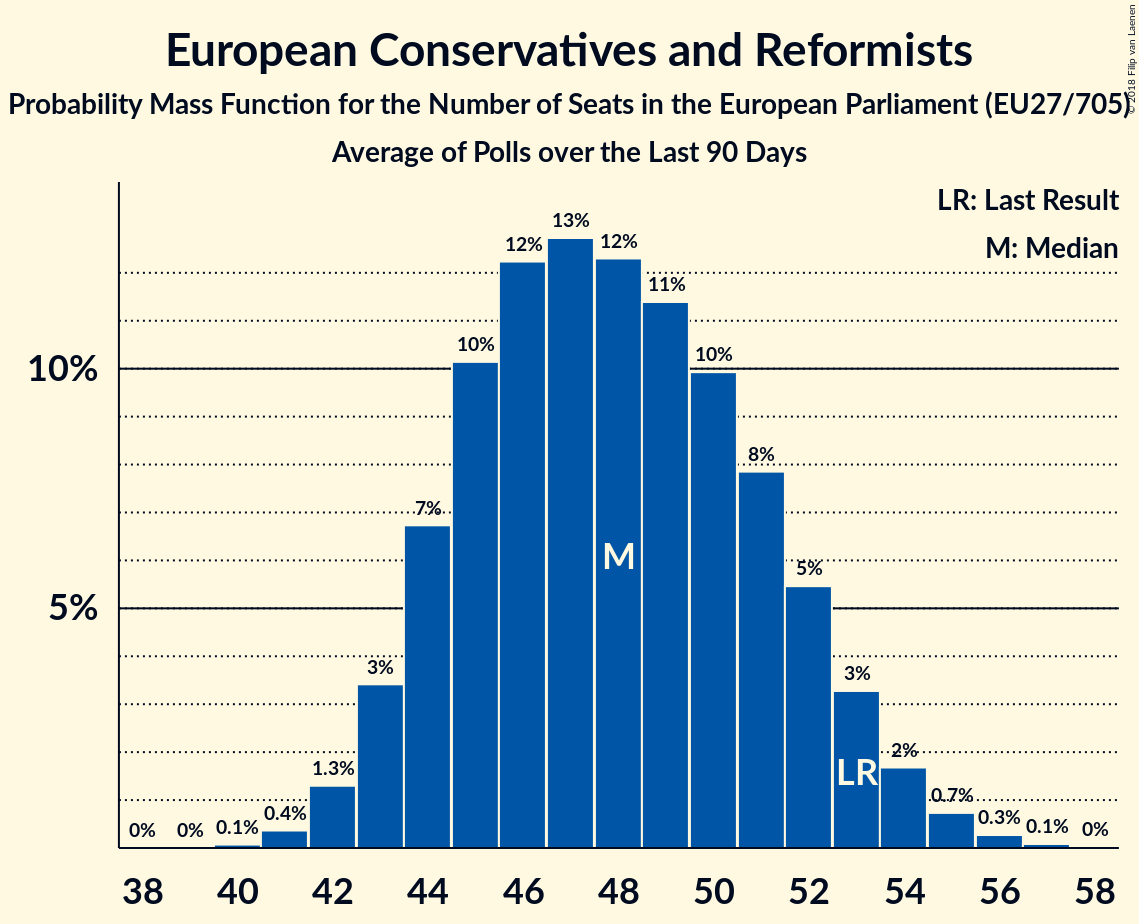 European Conservatives and Reformists
Probability Mass Function for the Number of Seats in the European Parliament (EU27/705)
Average of Polls over the Last 90 Days
© 2018 Filip van Laenen
LR: Last Result
M: Median
10%
5%
0% 0% 0.1% 0.4% 1.3% 3% 7% 10% 12% 13% 12% 11% 10% 8% 5% 3% 2% 0.7% 0.3% 0.1% 0%
M
LR
38 40 42 44 46 48 50 52 54 56 58